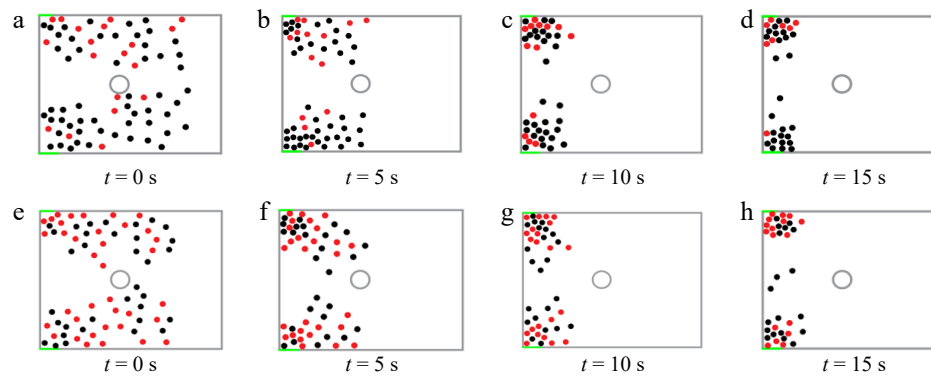 a b c d
t = 0 s t = 5 s t = 10 s t = 15 s
e f g h
t = 0 s t = 5 s t = 10 s t = 15 s